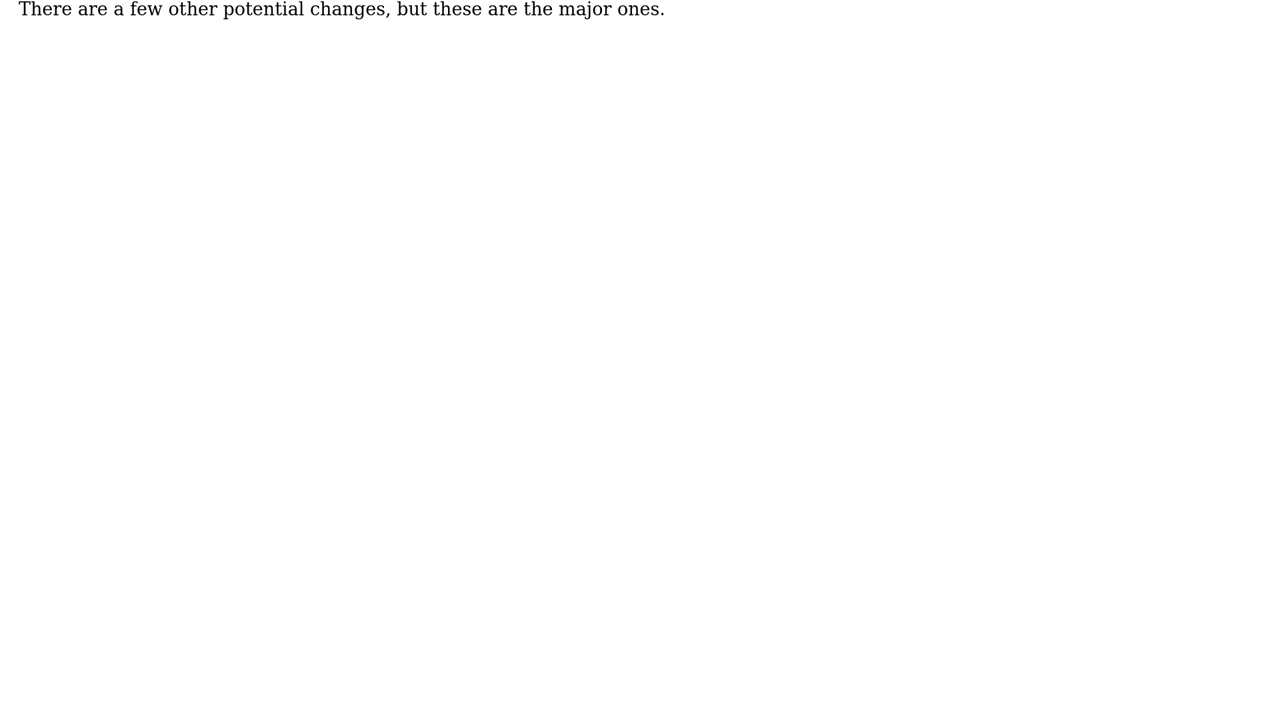 There are a few other potential changes, but these are the major ones.